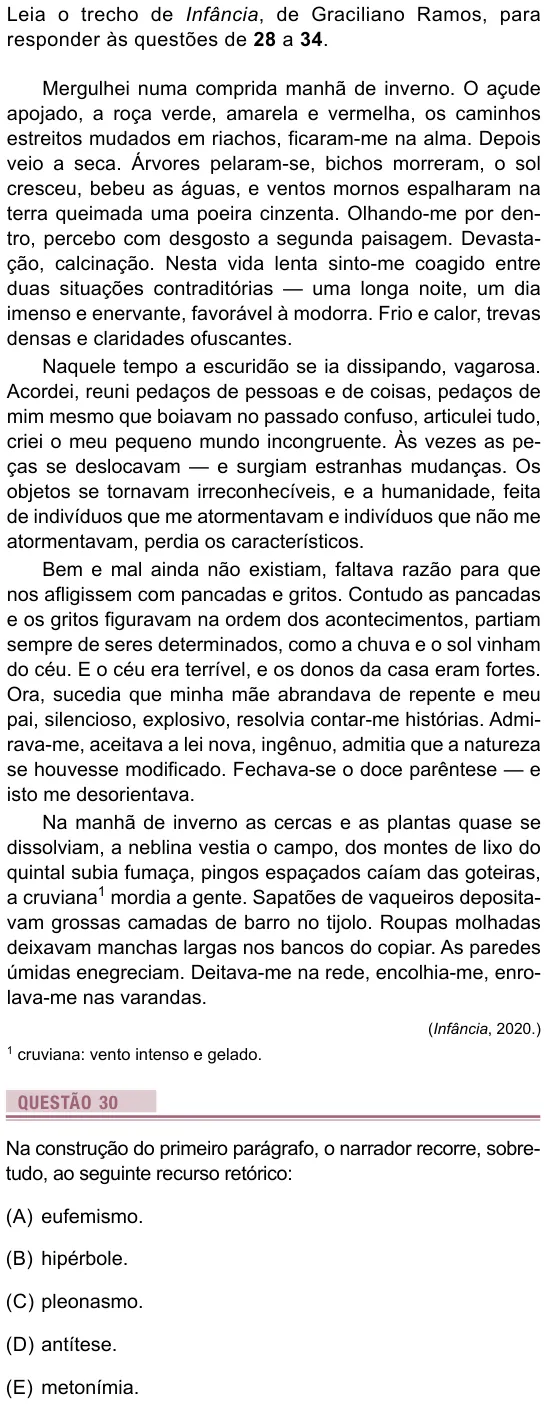 Leia o trecho de Infância, de Graciliano Ramos, para
responder às questões de 28 a 34.
Mergulhei numa comprida manhã de inverno. O açude
apojado, a roça verde, amarela e vermelha, os caminhos
estreitos mudados em riachos, ficaram-me na alma. Depois
veio a seca. Árvores pelaram-se, bichos morreram, o sol
cresceu, bebeu as águas, e ventos mornos espalharam na
terra queimada uma poeira cinzenta. Olhando-me por den-
tro, percebo com desgosto a segunda paisagem. Devasta-
ção, calcinação. Nesta vida lenta sinto-me coagido entre
duas situações contraditórias — uma longa noite, um dia
imenso e enervante, favorável à modorra. Frio e calor, trevas
densas e claridades ofuscantes.
Naquele tempo a escuridão se ia dissipando, vagarosa.
Acordei, reuni pedaços de pessoas e de coisas, pedaços de
mim mesmo que boiavam no passado confuso, articulei tudo,
criei o meu pequeno mundo incongruente. Às vezes as pe-
ças se deslocavam — e surgiam estranhas mudanças. Os
objetos se tornavam irreconhecíveis, e a humanidade, feita
de indivíduos que me atormentavam e indivíduos que não me
atormentavam, perdia os característicos.
Bem e mal ainda não existiam, faltava razão para que
nos afligissem com pancadas e gritos. Contudo as pancadas
e os gritos figuravam na ordem dos acontecimentos, partiam
sempre de seres determinados, como a chuva e o sol vinham
do céu. E o céu era terrível, e os donos da casa eram fortes.
Ora, sucedia que minha mãe abrandava de repente e meu
pai, silencioso, explosivo, resolvia contar-me histórias. Admi-
rava-me, aceitava a lei nova, ingênuo, admitia que a natureza
se houvesse modificado. Fechava-se o doce parêntese — e
isto me desorientava.
Na manhã de inverno as cercas e as plantas quase se
dissolviam, a neblina vestia o campo, dos montes de lixo do
quintal subia fumaça, pingos espaçados caíam das goteiras,
a cruviana¹ mordia a gente. Sapatões de vaqueiros deposita-
vam grossas camadas de barro no tijolo. Roupas molhadas
deixavam manchas largas nos bancos do copiar. As paredes
úmidas enegreciam. Deitava-me na rede, encolhia-me, enro-
lava-me nas varandas.
(Infância, 2020.)
¹ cruviana: vento intenso e gelado.
QUESTÃO 30
Na construção do primeiro parágrafo, o narrador recorre, sobre-
tudo, ao seguinte recurso retórico:
(A) eufemismo.
(B) hipérbole.
(C) pleonasmo.
(D) antítese.
(E) metonímia.